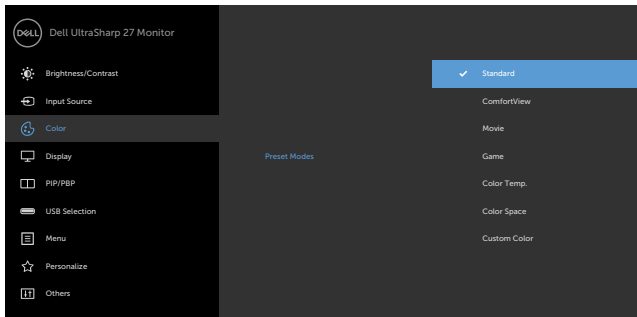 DELL Dell UltraSharp 27 Monitor
Brightness/Contrast
Input Source
Color
Display
PIP/PBP
USB Selection
Menu
Personalize
Others
Preset Modes
Standard
ComfortView
Movie
Game
Color Temp.
Color Space
Custom Color